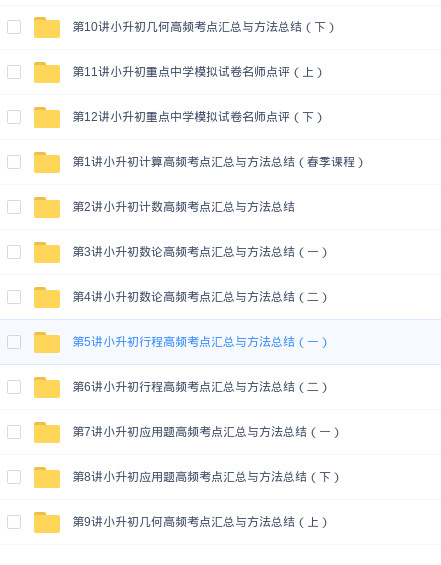 第10讲小升初几何高频考点汇总与方法总结（下）
第11讲小升初重点中学模拟试卷名师点评（上）
第12讲小升初重点中学模拟试卷名师点评（下）
第1讲小升初计算高频考点汇总与方法总结（春季课程）
第2讲小升初计数高频考点汇总与方法总结
第3讲小升初数论高频考点汇总与方法总结（一）
第4讲小升初数论高频考点汇总与方法总结（二）
第5讲小升初行程高频考点汇总与方法总结（一）
第6讲小升初行程高频考点汇总与方法总结（二）
第7讲小升初应用题高频考点汇总与方法总结（一）
第8讲小升初应用题高频考点汇总与方法总结（下）
第9讲小升初几何高频考点汇总与方法总结（上）